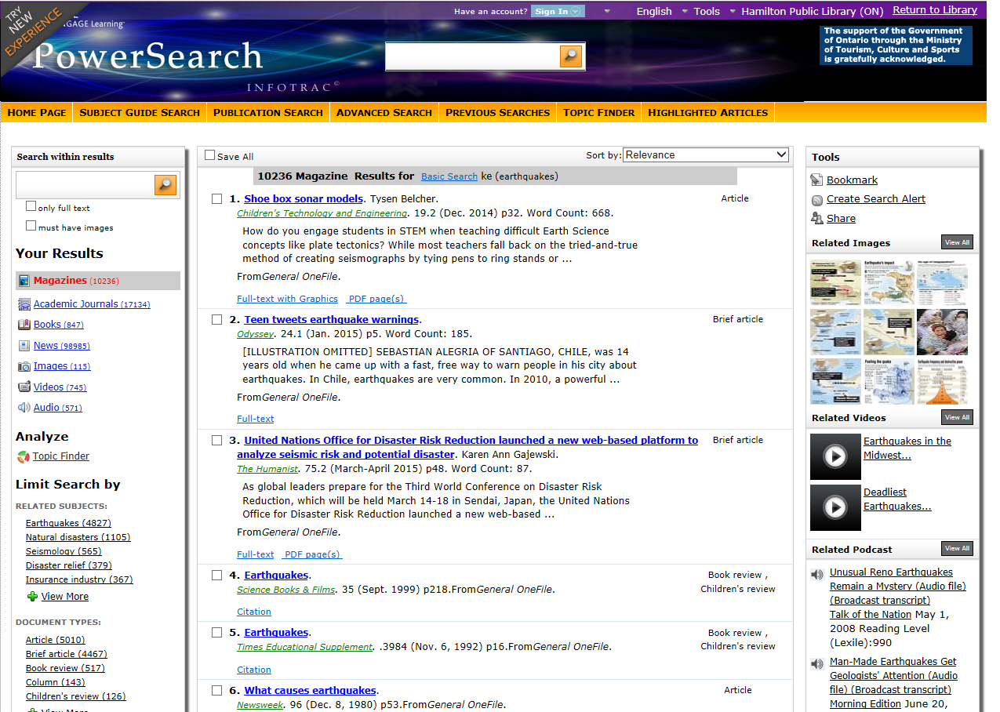 TRY
NEW
EXPERIENCE
GAGE Learning
Have an account? Sign In
English Tools Hamilton Public Library (ON) Return to Library
PowerSearch
INFOTRAC©
The support of the Government
of Ontario through the Ministry
of Tourism, Culture and Sports
is gratefully acknowledged.
HOME PAGE SUBJECT GUIDE SEARCH PUBLICATION SEARCH ADVANCED SEARCH PREVIOUS SEARCHES TOPIC FINDER HIGHLIGHTED ARTICLES
Search within results
only full text
must have images
Your Results
Magazines (10236)
Academic Journals (17134)
Books (847)
News (98985)
Images (115)
Videos (745)
Audio (571)
Analyze
Topic Finder
Limit Search by
RELATED SUBJECTS:
Earthquakes (4827)
Natural disasters (1105)
Seismology (565)
Disaster relief (379)
Insurance industry (367)
View More
DOCUMENT TYPES:
Article (5010)
Brief article (4467)
Book review (517)
Column (143)
Children's review (126)
View More
Save All
Sort by: Relevance
10236 Magazine Results for Basic Search ke (earthquakes)
1. Shoe box sonar models. Tysen Belcher.
Article
Children's Technology and Engineering. 19.2 (Dec. 2014) p32. Word Count: 668.
How do you engage students in STEM when teaching difficult Earth Science
concepts like plate tectonics? While most teachers fall back on the tried-and-true
method of creating seismographs by tying pens to ring stands or ...
FromGeneral OneFile.
Full-text with Graphics PDF page(s)
2. Teen tweets earthquake warnings.
Brief article
Odyssey. 24.1 (Jan. 2015) p5. Word Count: 185.
[ILLUSTRATION OMITTED] SEBASTIAN ALEGRIA OF SANTIAGO, CHILE, was 14
years old when he came up with a fast, free way to warn people in his city about
earthquakes. In Chile, earthquakes are very common. In 2010, a powerful ...
FromGeneral OneFile.
Full-text
3. United Nations Office for Disaster Risk Reduction launched a new web-based platform to
analyze seismic risk and potential disaster. Karen Ann Gajewski.
Brief article
The Humanist. 75.2 (March-April 2015) p48. Word Count: 87.
As global leaders prepare for the Third World Conference on Disaster Risk
Reduction, which will be held March 14-18 in Sendai, Japan, the United Nations
Office for Disaster Risk Reduction launched a new web-based ...
FromGeneral OneFile.
Full-text PDF page(s)
4. Earthquakes.
Book review ,
Children's review
Science Books & Films. 35 (Sept. 1999) p218.FromGeneral OneFile.
Citation
5. Earthquakes.
Book review ,
Children's review
Times Educational Supplement. .3984 (Nov. 6, 1992) p16.FromGeneral OneFile.
Citation
6. What causes earthquakes.
Article
Newsweek. 96 (Dec. 8, 1980) p53.FromGeneral OneFile.
Tools
Bookmark
Create Search Alert
Share
Related Images View All
Related Videos View All
Earthquakes in the
Midwest...
Deadliest
Earthquakes...
Related Podcast View All
Unusual Reno Earthquakes
Remain a Mystery (Audio file)
(Broadcast transcript)
Talk of the Nation May 1,
2008 Reading Level
(Lexile):990
Man-Made Earthquakes Get
Geologists' Attention (Audio
file) (Broadcast transcript)
Morning Edition June 20,